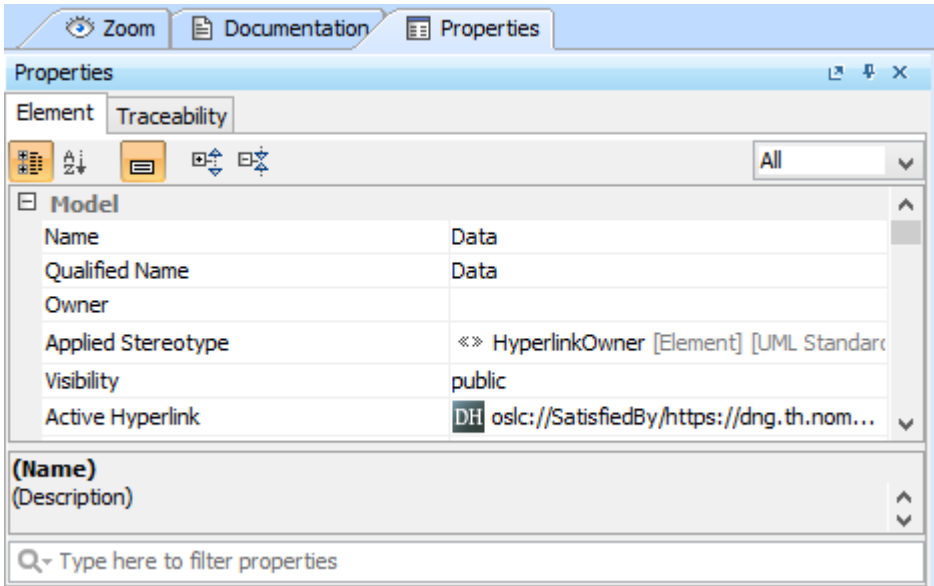 Zoom Documentation Properties
Properties
Element Traceability
A Z All
Model
Name Data
Qualified Name Data
Owner
Applied Stereotype «» HyperlinkOwner [Element] [UML Standard
Visibility public
Active Hyperlink DH oslc://SatisfiedBy/https://dng.th.nom...
(Name)
(Description)
Type here to filter properties